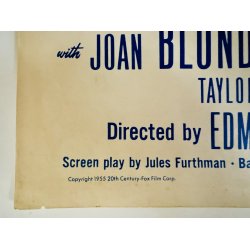 with JOAN BLOND
TAYLO
Directed by EDM
Screen play by Jules Furthman · Ba
Copyright 1955 20th Century-Fox Film Corp.